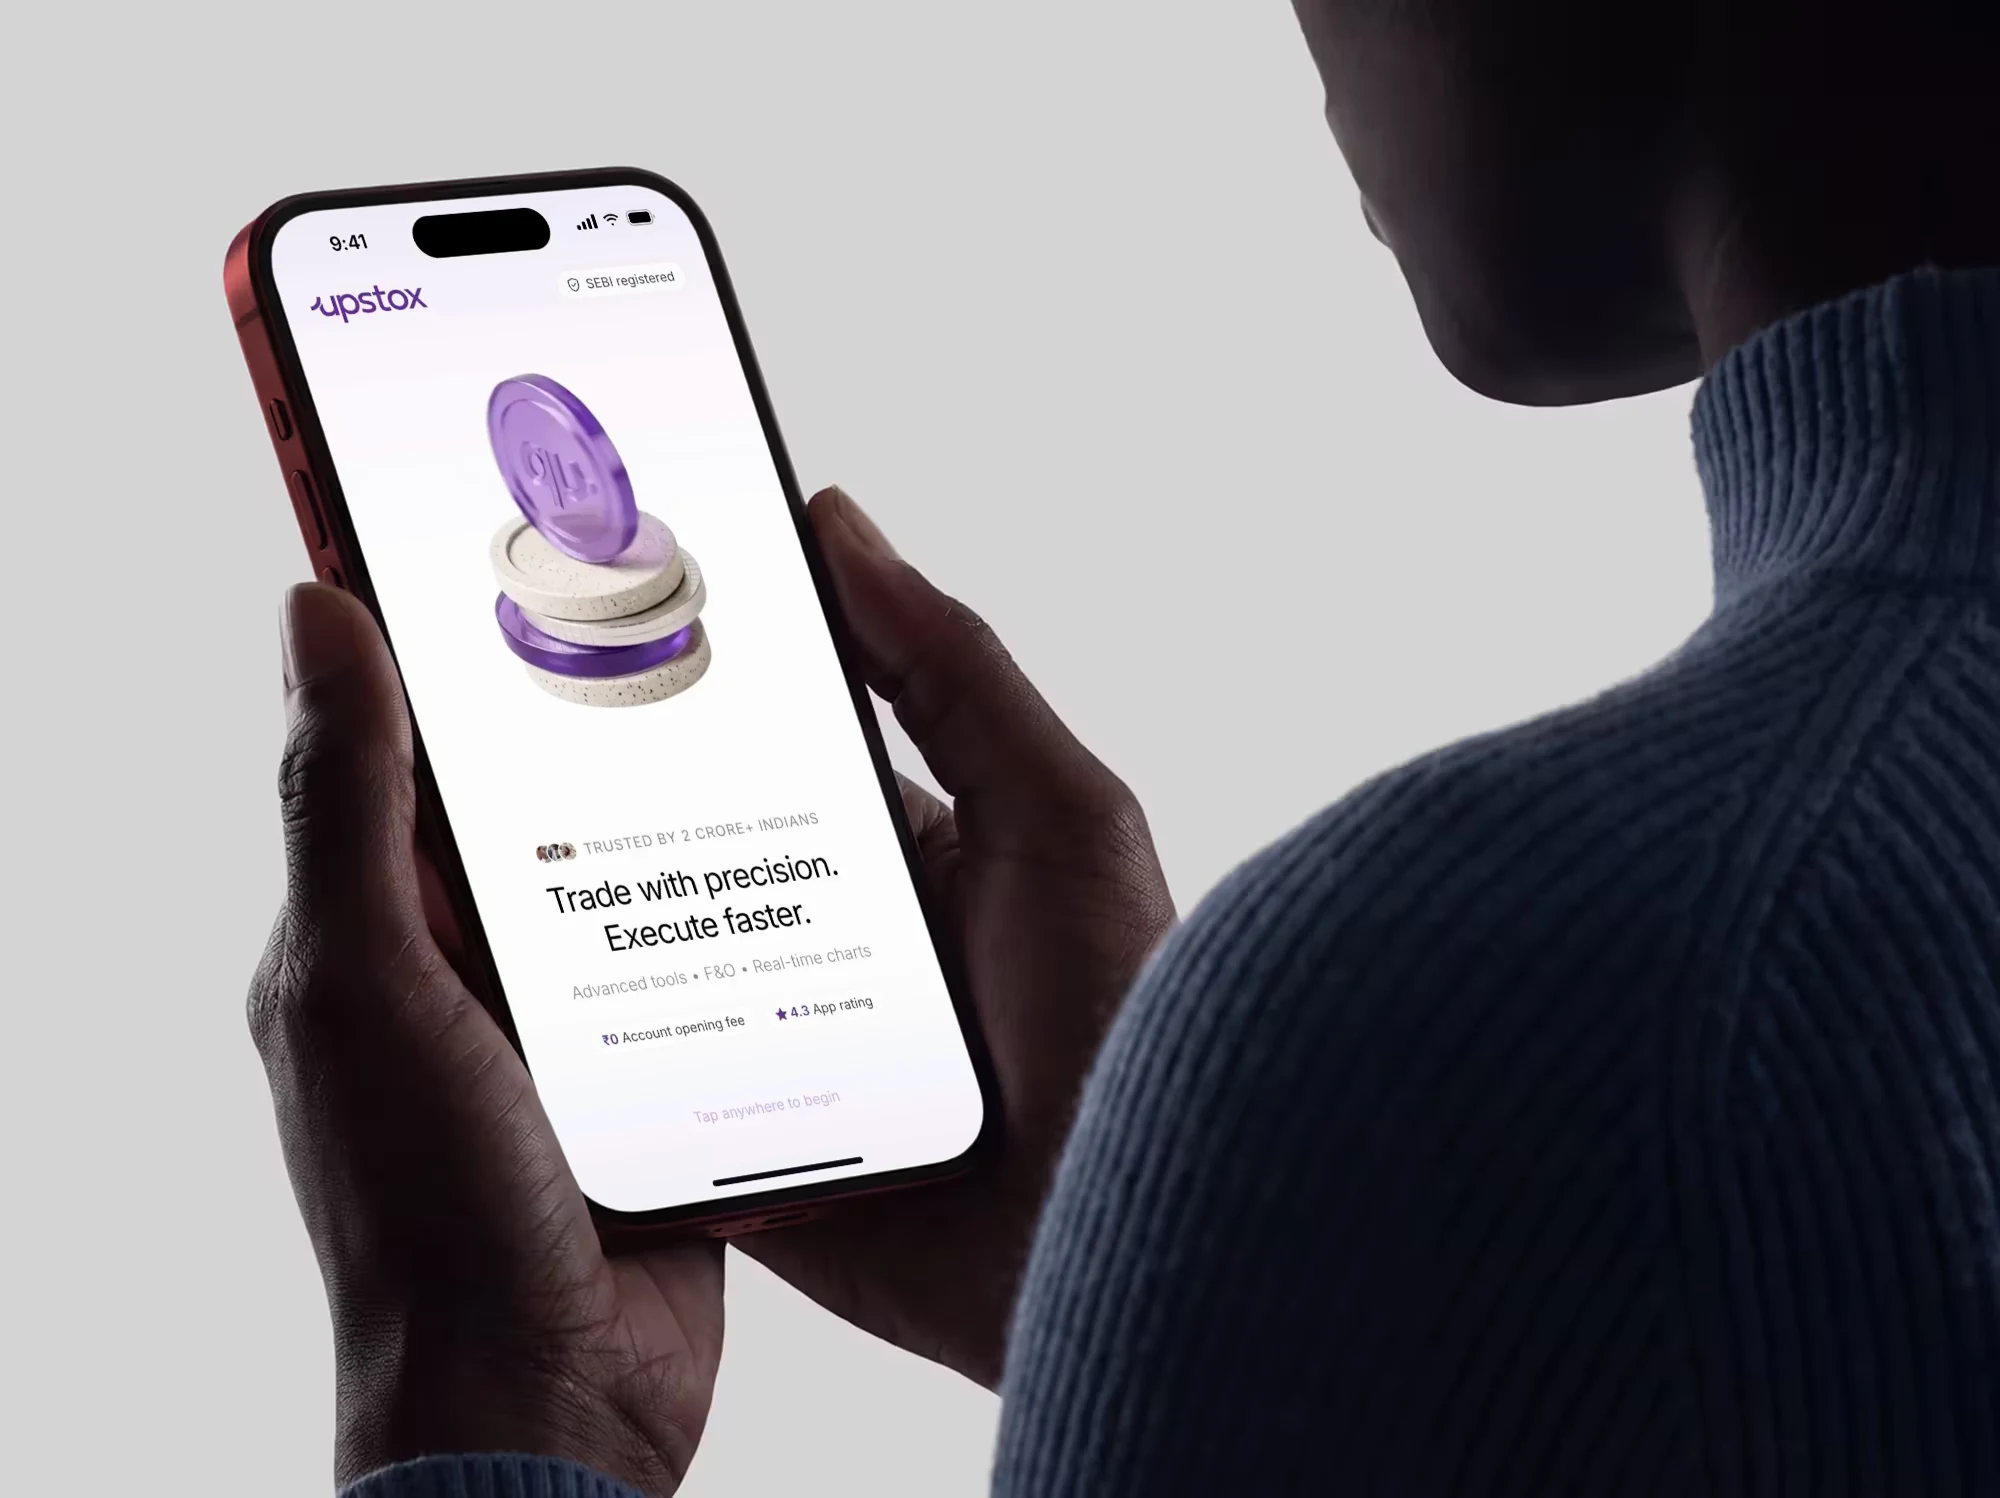 9:41
upstox
SEBI registered
TRUSTED BY 2 CRORE+ INDIANS
Trade with precision.
Execute faster.
Advanced tools • F&O • Real-time charts
₹0 Account opening fee
★ 4.3 App rating
Tap anywhere to begin